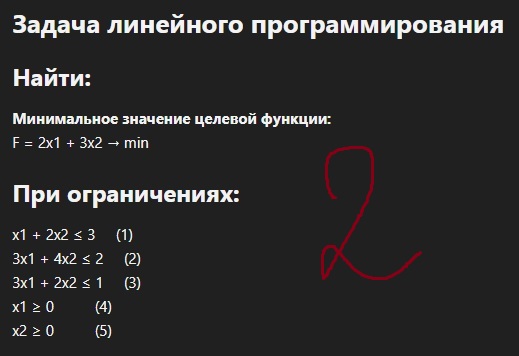 Задача линейного программирования
Найти:
Минимальное значение целевой функции:
F = 2x1 + 3x2 → min
При ограничениях:
x1 + 2x2 ≤ 3 (1)
3x1 + 4x2 ≤ 2 (2)
3x1 + 2x2 ≤ 1 (3)
x1 ≥ 0 (4)
x2 ≥ 0 (5)
2